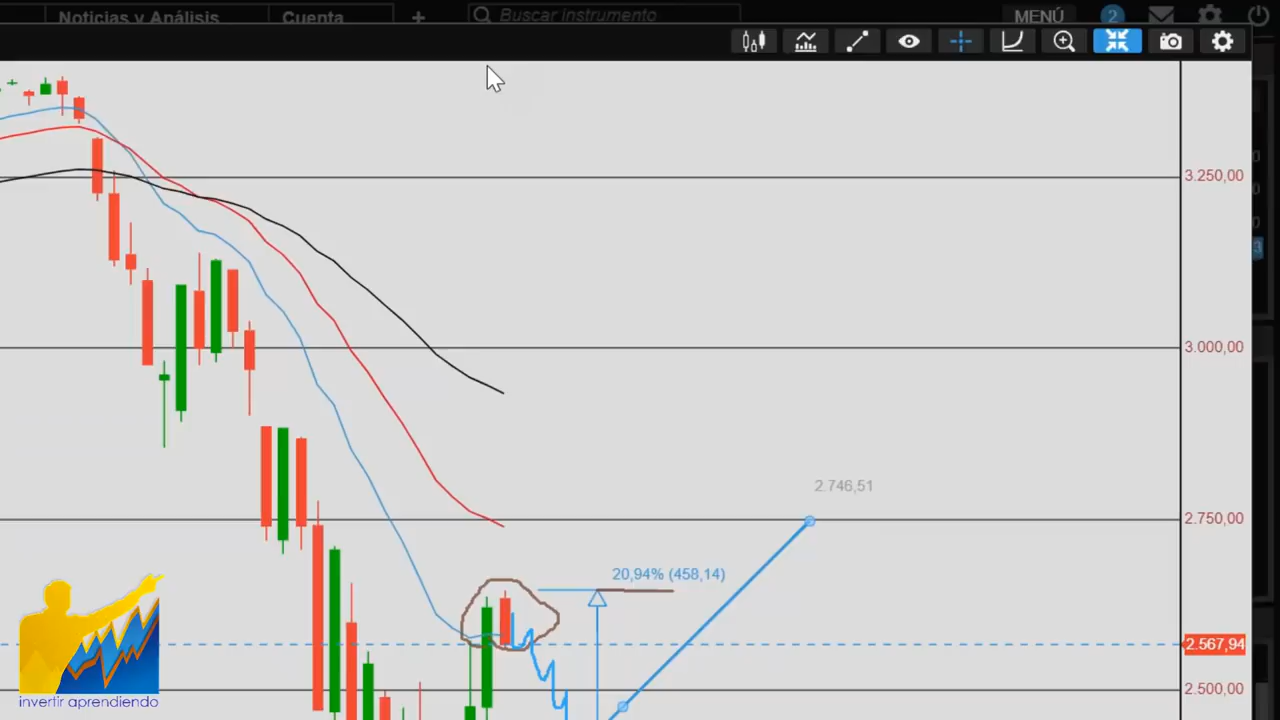 Noticias y Análisis
Cuenta
+
Buscar instrumento
MENÚ
2
3.250,00
3.000,00
2.746,51
2.750,00
20,94% (458,14)
2.567,94
2.500,00
invertir aprendiendo